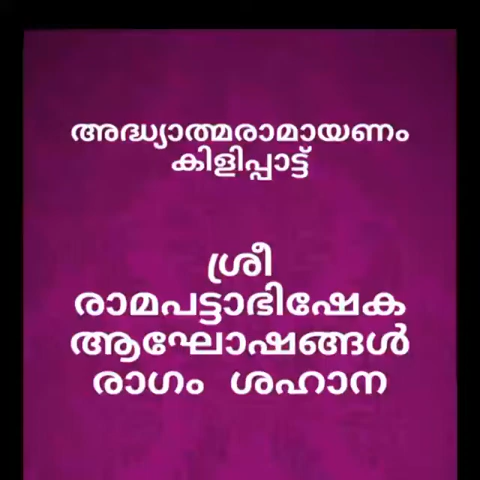 അദ്ധ്യാത്മരാമായണം
കിളിപ്പാട്ട്
ശ്രീ
രാമപട്ടാഭിഷേക
ആഘോഷങ്ങൾ
രാഗം ശഹാന